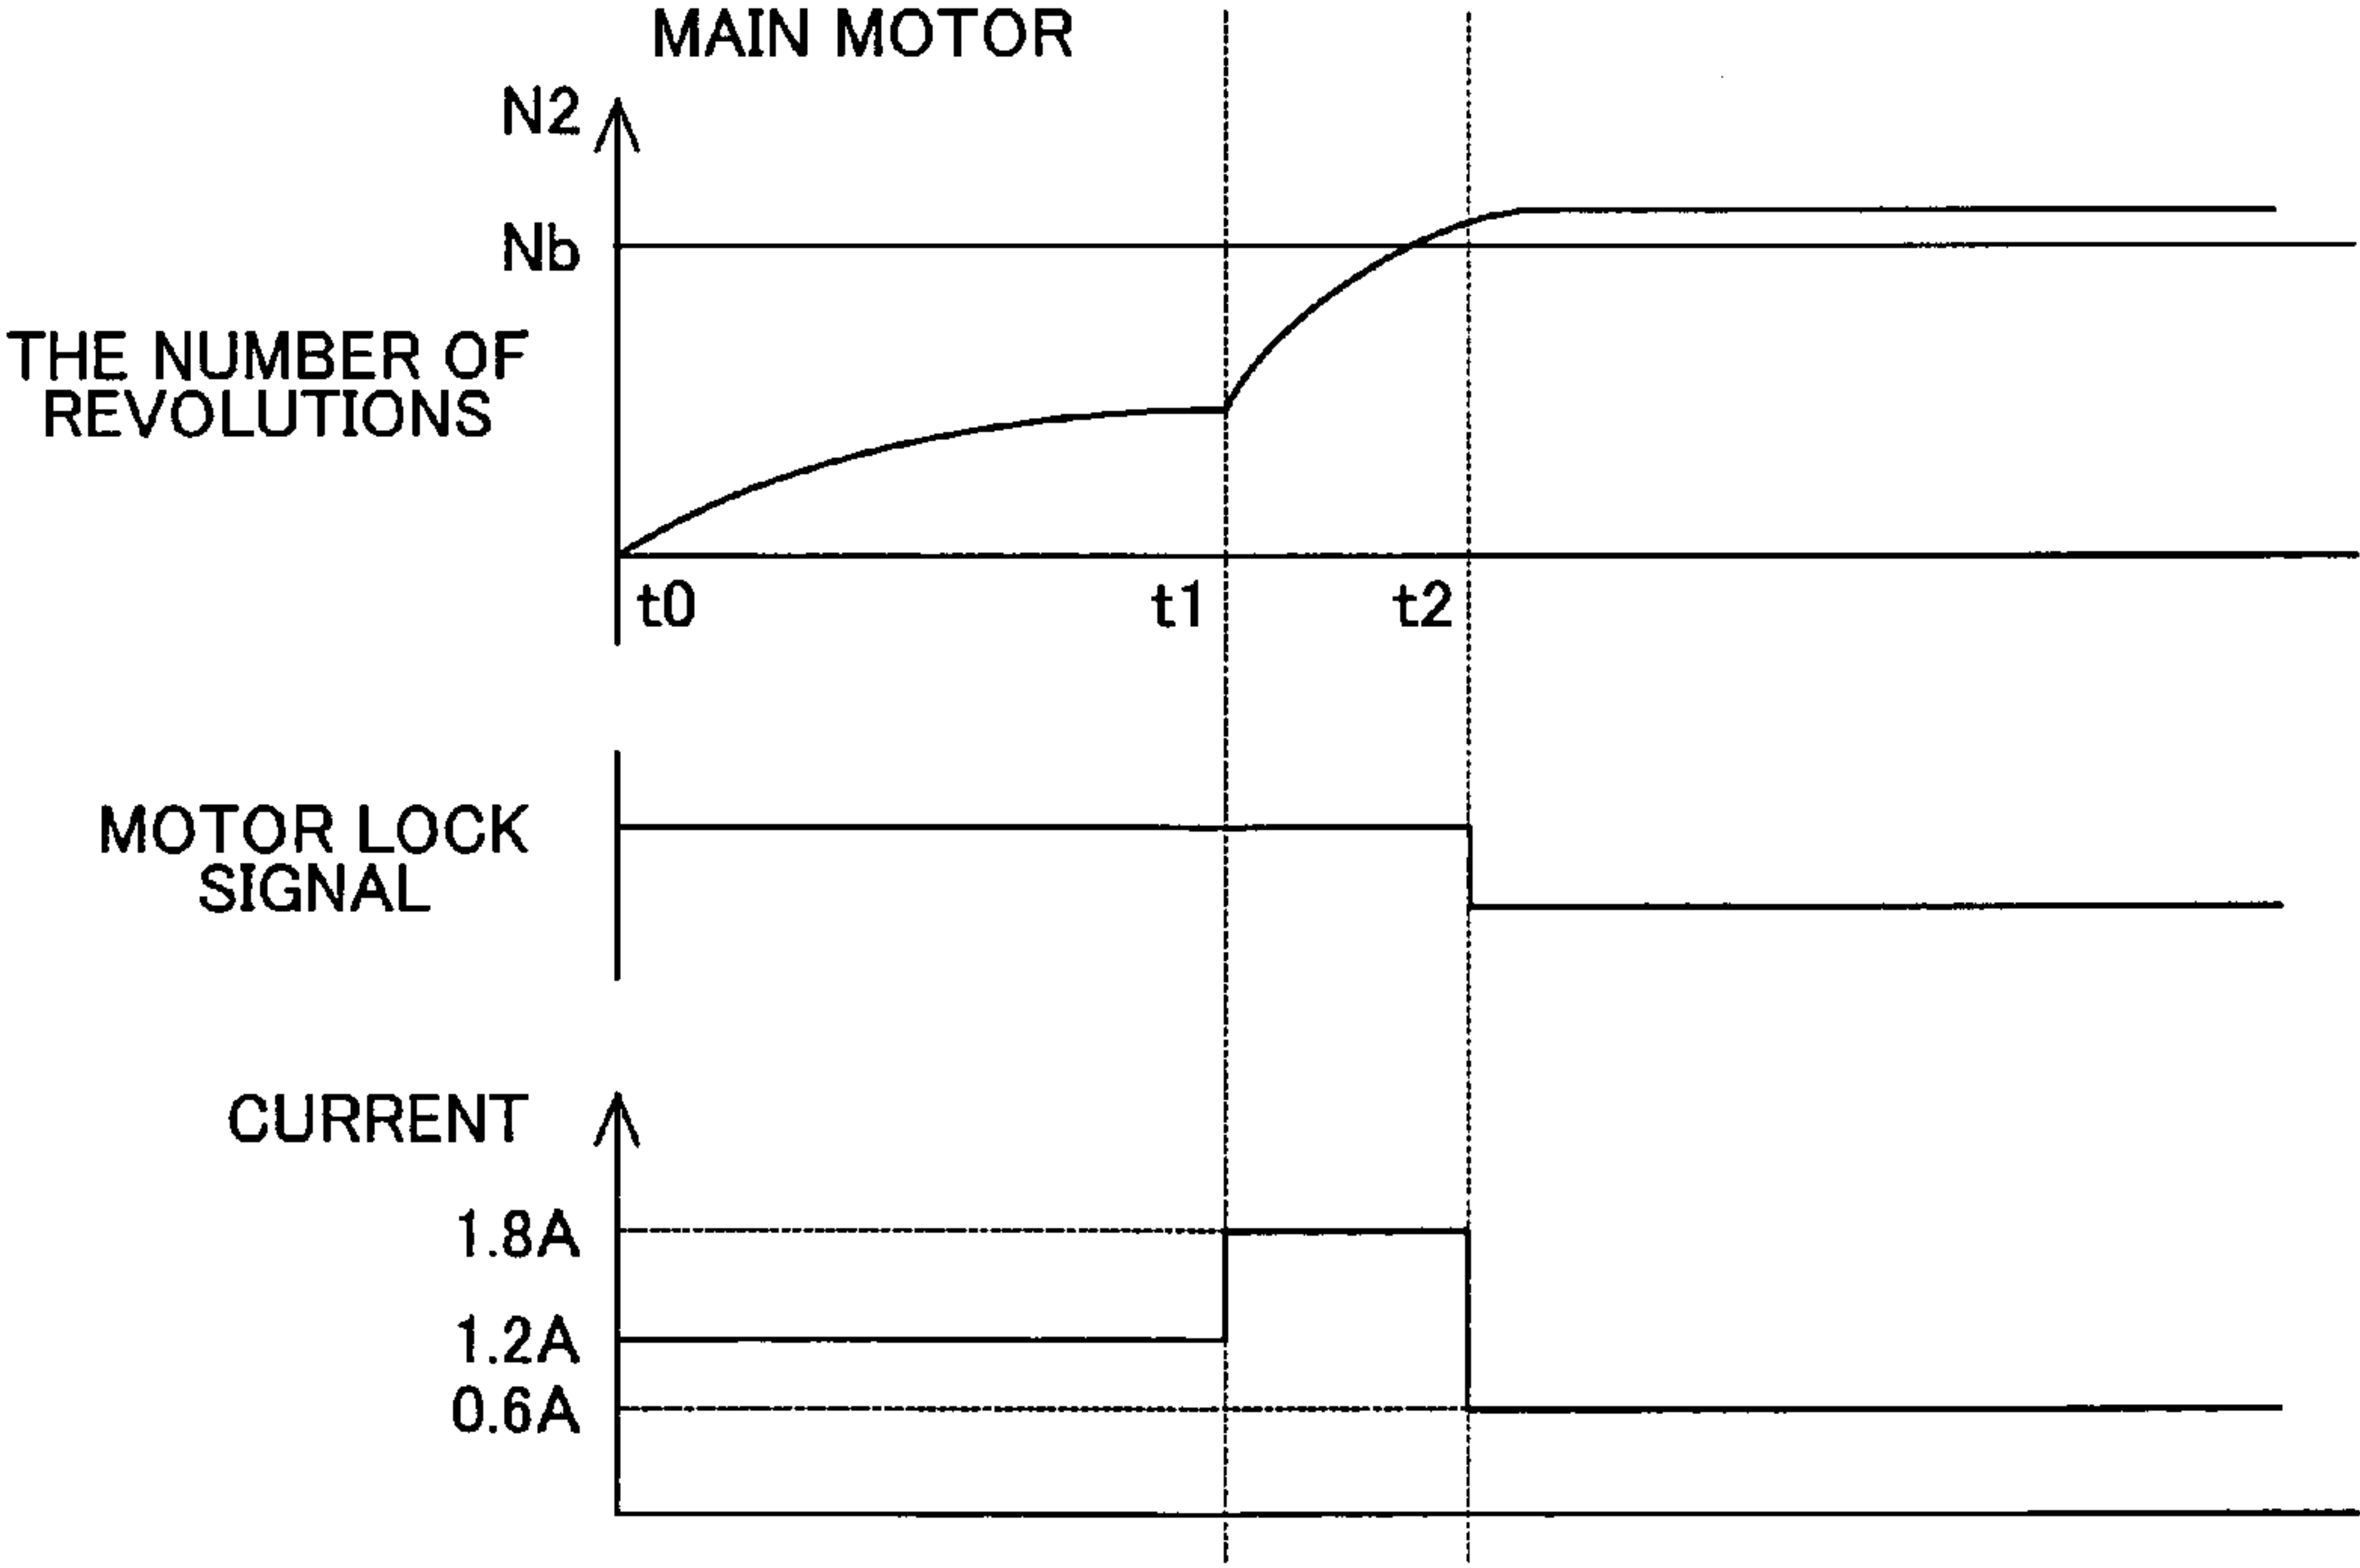 MAIN MOTOR
N2
Nb
THE NUMBER OF
REVOLUTIONS
t0
t1
t2
MOTOR LOCK
SIGNAL
CURRENT
1.8A
1.2A
0.6A